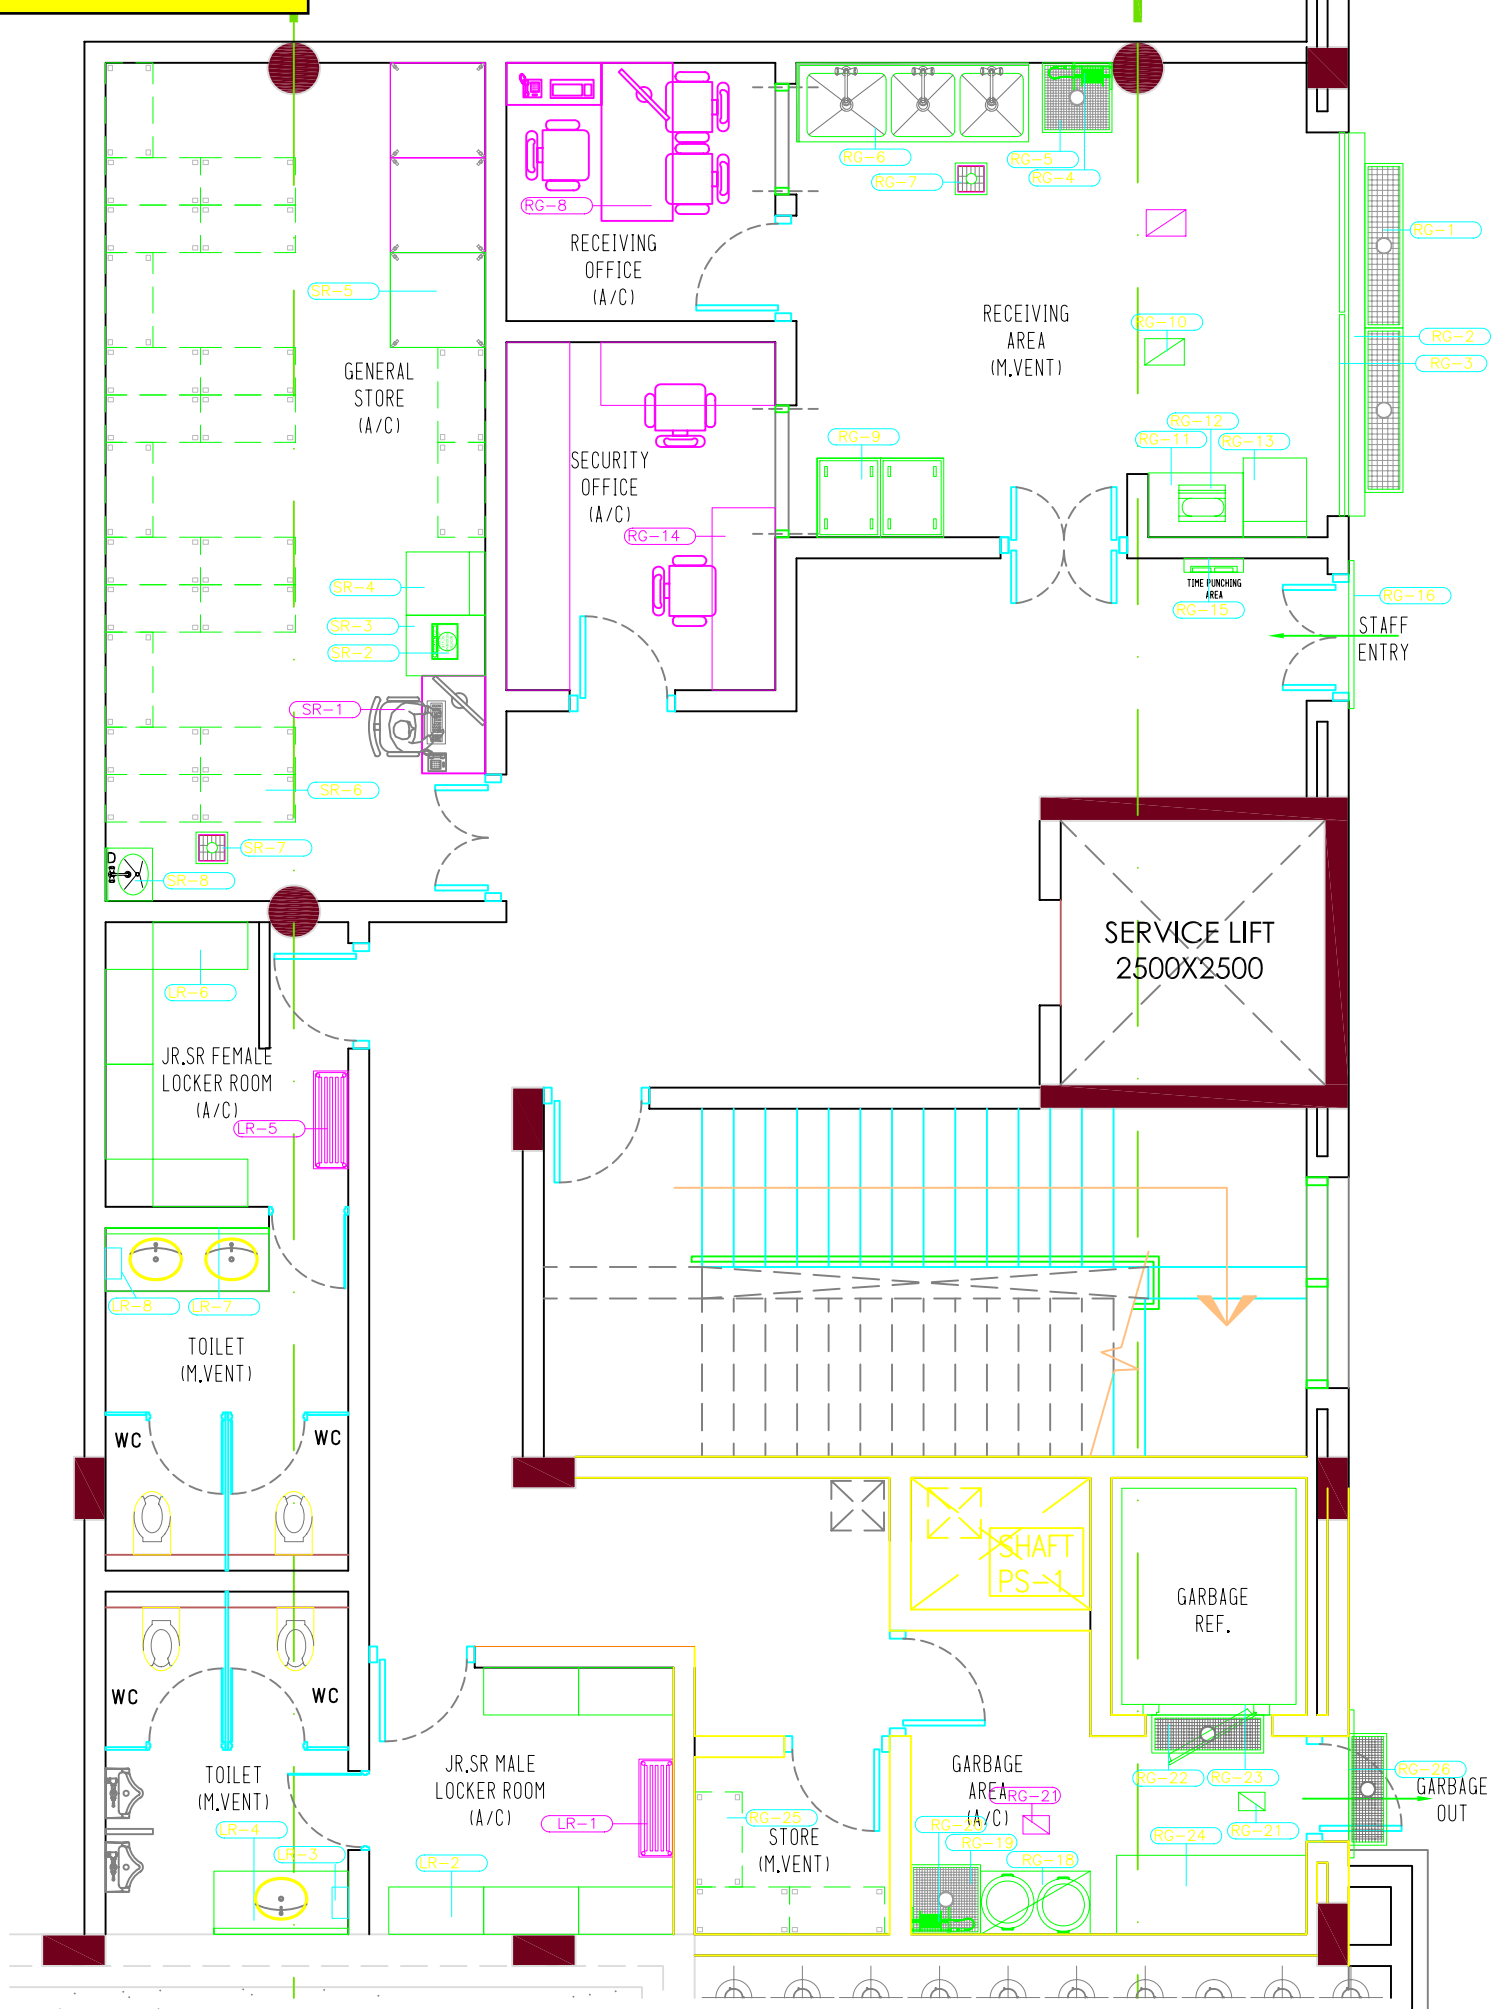 RG-8
RECEIVING
OFFICE
(A/C)
RG-6
RG-7
RG-5
RG-4
RG-1
RG-2
RG-3
RG-10
RECEIVING
AREA
(M.VENT)
SR-5
GENERAL
STORE
(A/C)
SECURITY
OFFICE
(A/C)
RG-14
RG-9
RG-12
RG-11
RG-13
TIME PUNCHING
AREA
RG-15
RG-16
STAFF
ENTRY
SR-4
SR-3
SR-2
SR-1
SR-6
SR-7
D
SR-8
SERVICE LIFT
2500X2500
LR-6
JR.SR FEMALE
LOCKER ROOM
(A/C)
LR-5
LR-8
LR-7
TOILET
(M.VENT)
WC
WC
SHAFT
PS-1
GARBAGE
REF.
WC
WC
TOILET
(M.VENT)
LR-4
LR-3
JR.SR MALE
LOCKER ROOM
(A/C)
LR-1
LR-2
RG-25
STORE
(M.VENT)
GARBAGE
AREA
(A/C)
RG-21
RG-19
RG-18
RG-22
RG-23
RG-21
RG-24
RG-26
GARBAGE
OUT